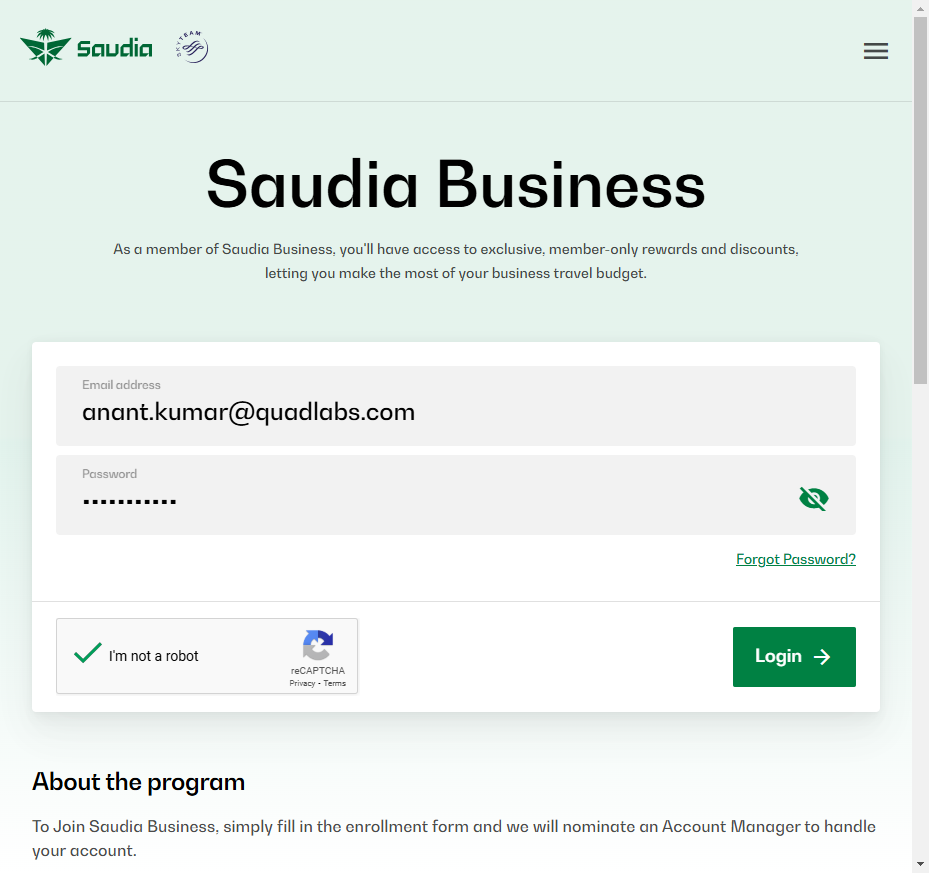 Saudia
SKYTEAM
Saudia Business
As a member of Saudia Business, you'll have access to exclusive, member-only rewards and discounts,
letting you make the most of your business travel budget.
Email address
anant.kumar@quadlabs.com
Password
Forgot Password?
I'm not a robot
reCAPTCHA
Privacy - Terms
Login
About the program
To Join Saudia Business, simply fill in the enrollment form and we will nominate an Account Manager to handle
your account.